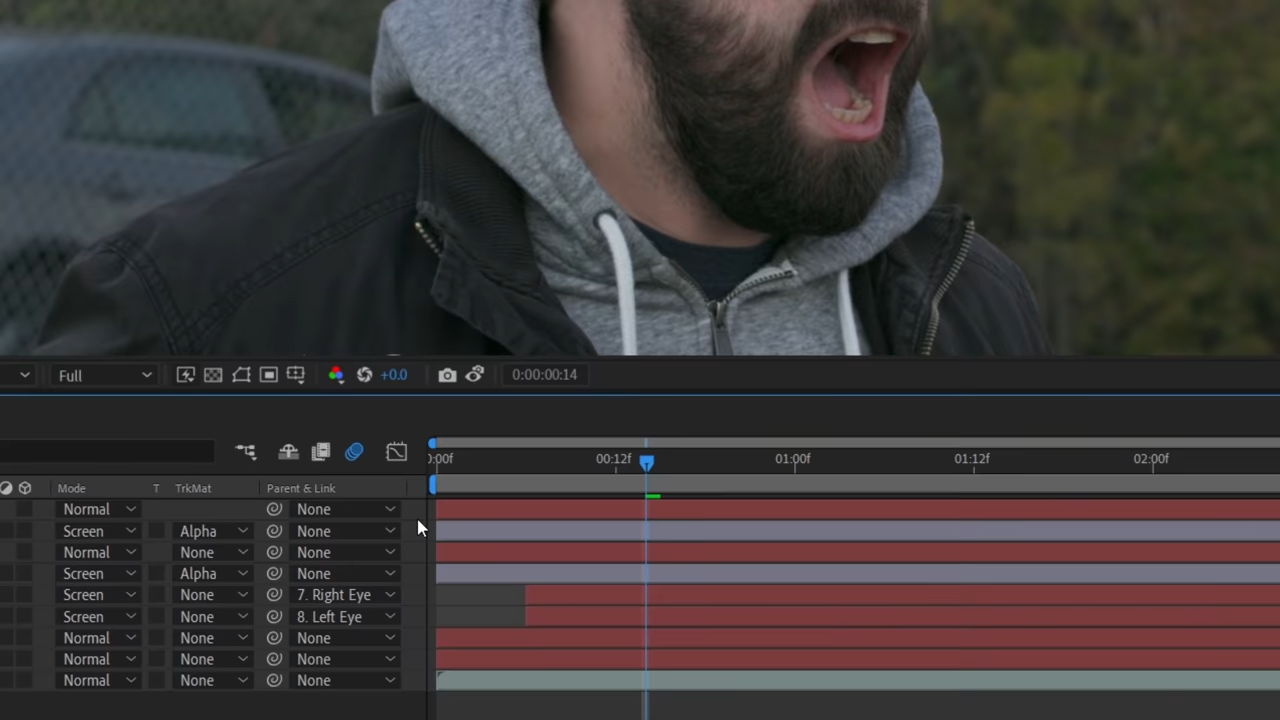 Full +0.0 0:00:00:14
0:00f 00:12f 01:00f 01:12f 02:00f
Mode T TrkMat Parent & Link
Normal None
Screen Alpha None
Normal None None
Screen Alpha None
Screen None 7. Right Eye
Screen None 8. Left Eye
Normal None None
Normal None None
Normal None None